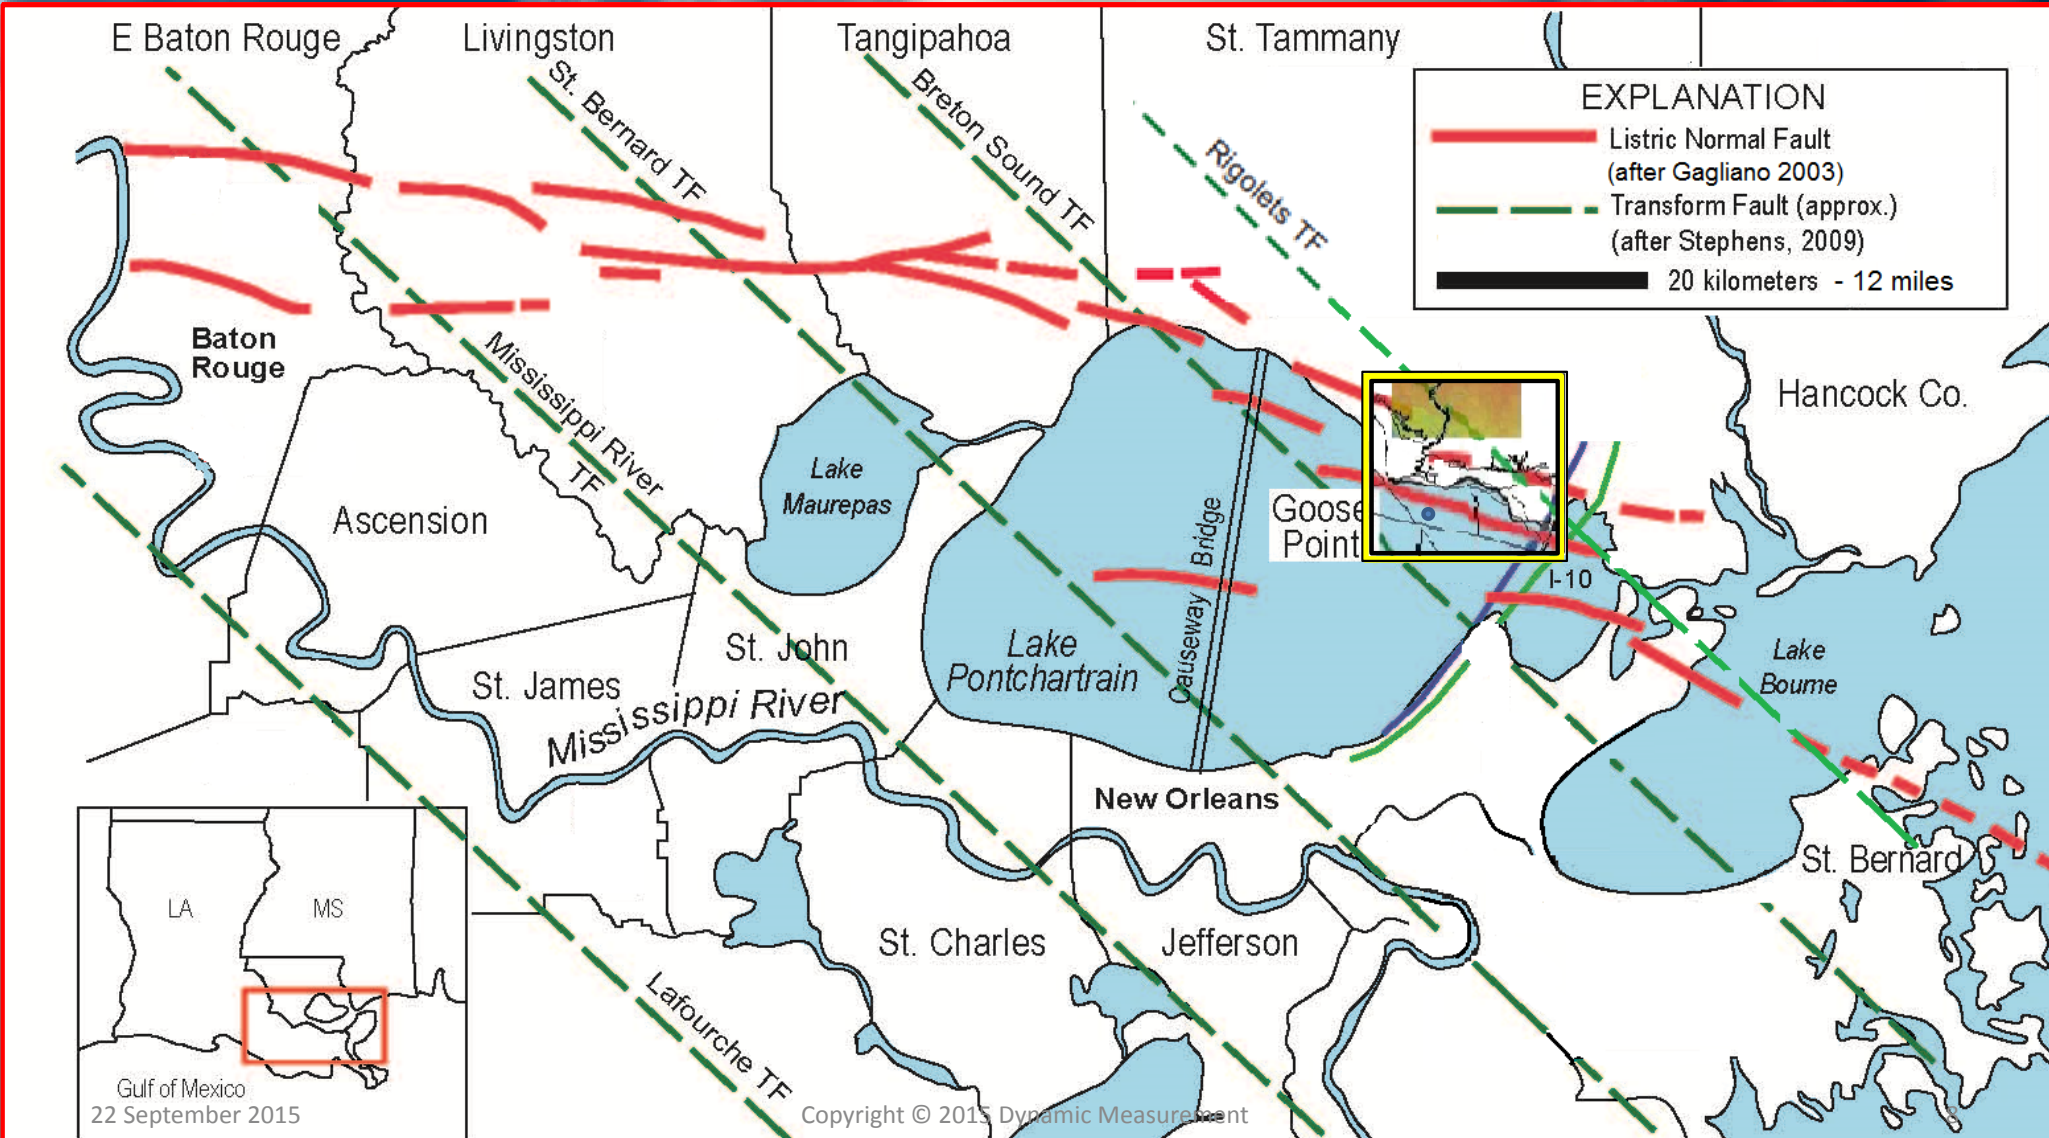 E Baton Rouge
Livingston
Tangipahoa
St. Tammany
EXPLANATION
Listric Normal Fault
(after Gagliano 2003)
Transform Fault (approx.)
(after Stephens, 2009)
20 kilometers - 12 miles
St. Bernard TF
Breton Sound TF
Rigolets TF
Baton
Rouge
Mississippi River
TF
Hancock Co.
Lake
Maurepas
Ascension
Goose
Point
Causeway Bridge
I-10
St. John
Lake
Pontchartrain
Lake
Bourne
St. James
Mississippi River
New Orleans
St. Bernard
LA
MS
St. Charles
Jefferson
Lafourche TF
Gulf of Mexico
22 September 2015
Copyright © 2015 Dynamic Measurement
8